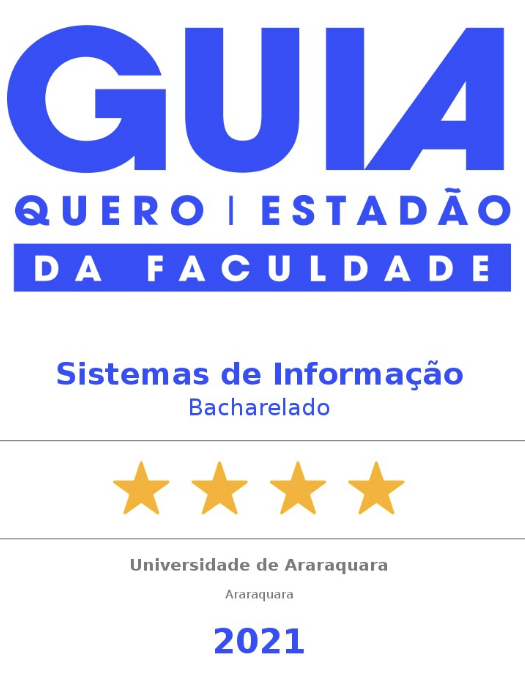 GUIA
QUERO | ESTADÃO
DA FACULDADE
Sistemas de Informação
Bacharelado
Universidade de Araraquara
Araraquara
2021